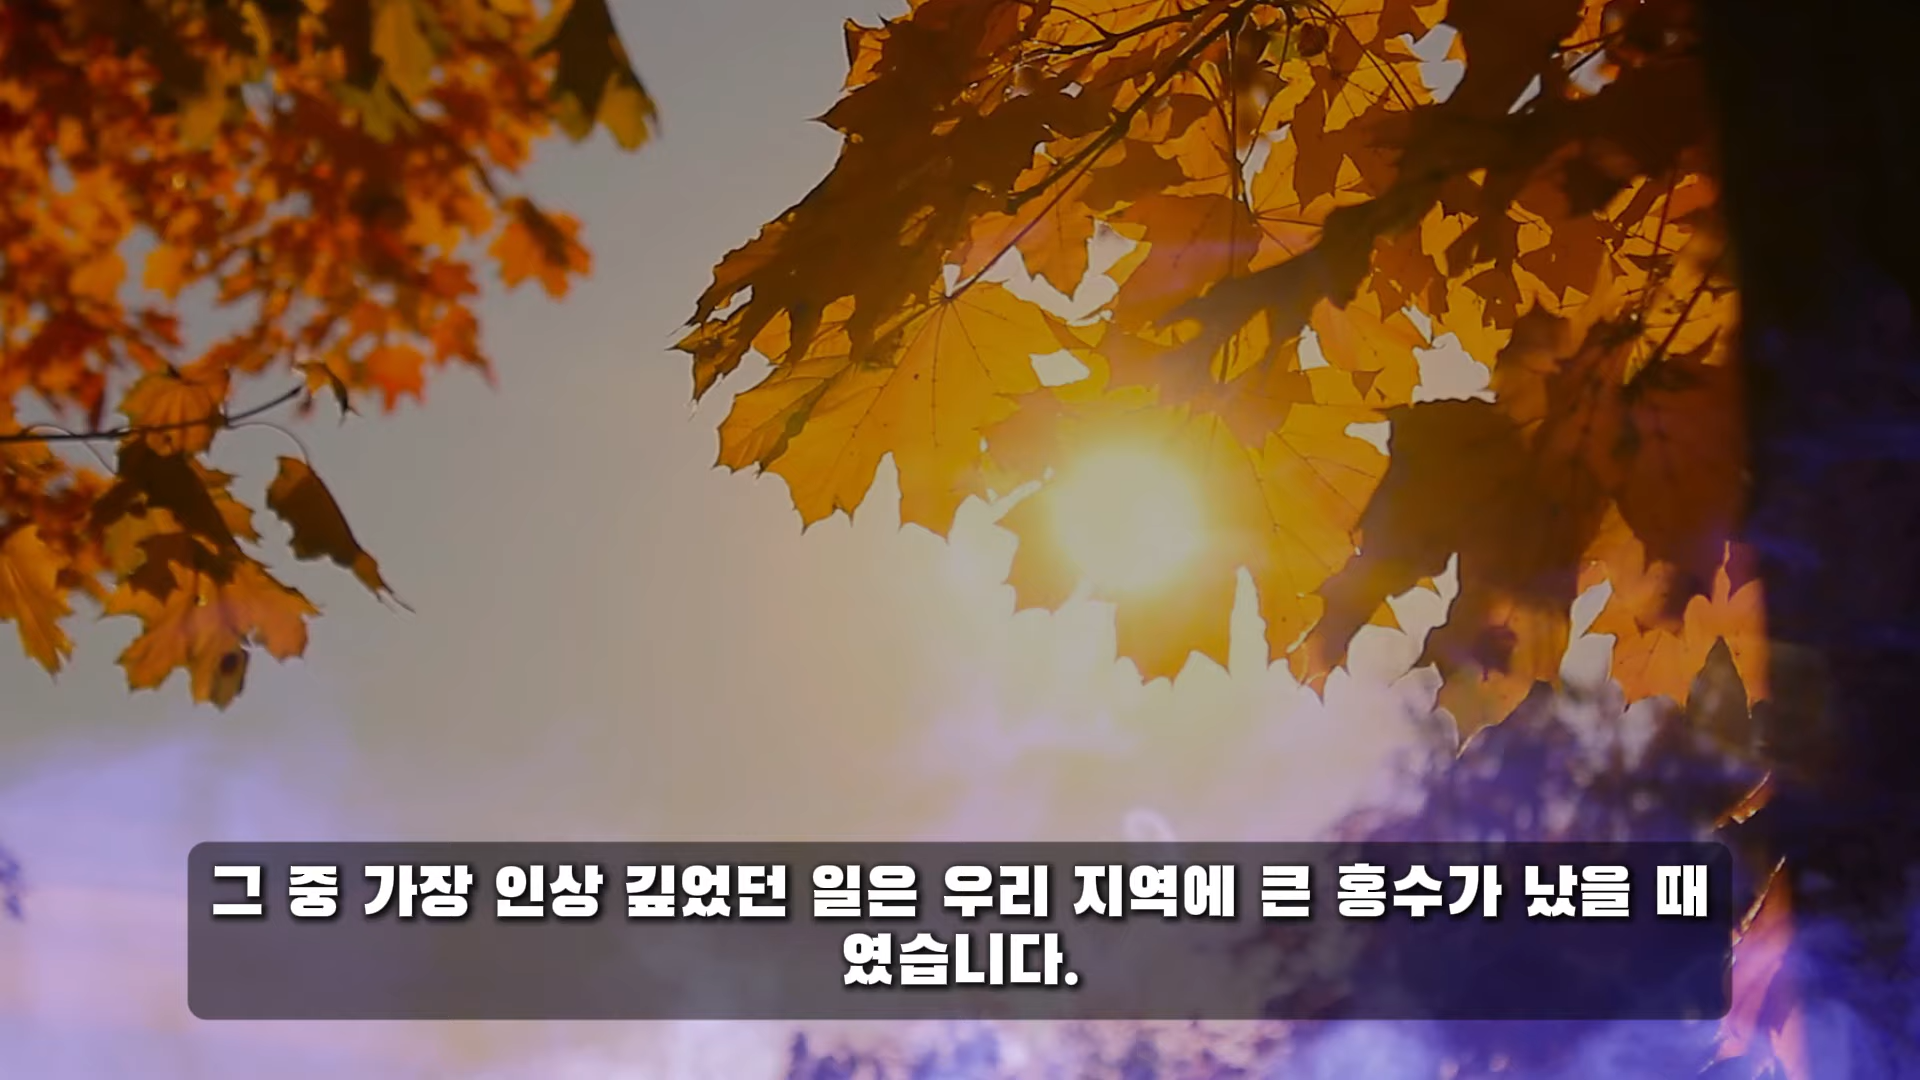 그 중 가장 인상 깊었던 일은 우리 지역에 큰 홍수가 났을 때
였습니다.